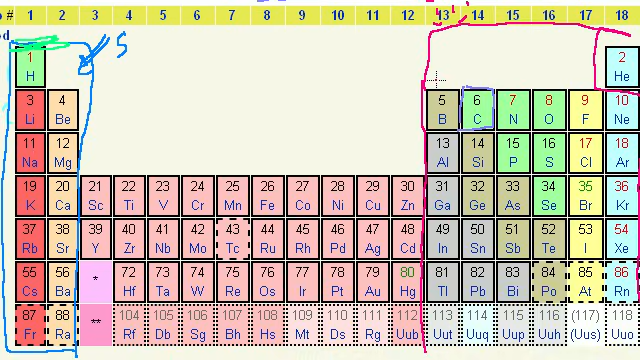 # 1 2 3 4 5 6 7 8 9 10 11 12 13 14 15 16 17 18
d S
1 2
H He
3 4 5 6 7 8 9 10
Li Be B C N O F Ne
11 12 13 14 15 16 17 18
Na Mg Al Si P S Cl Ar
19 20 21 22 23 24 25 26 27 28 29 30 31 32 33 34 35 36
K Ca Sc Ti V Cr Mn Fe Co Ni Cu Zn Ga Ge As Se Br Kr
37 38 39 40 41 42 43 44 45 46 47 48 49 50 51 52 53 54
Rb Sr Y Zr Nb Mo Tc Ru Rh Pd Ag Cd In Sn Sb Te I Xe
55 56 * 72 73 74 75 76 77 78 79 80 81 82 83 84 85 86
Cs Ba Hf Ta W Re Os Ir Pt Au Hg Tl Pb Bi Po At Rn
87 88 ** 104 105 106 107 108 109 110 111 112 113 114 115 116 (117) 118
Fr Ra Rf Db Sg Bh Hs Mt Ds Rg Uub Uut Uuq Uup Uuh (Uus) Uuo